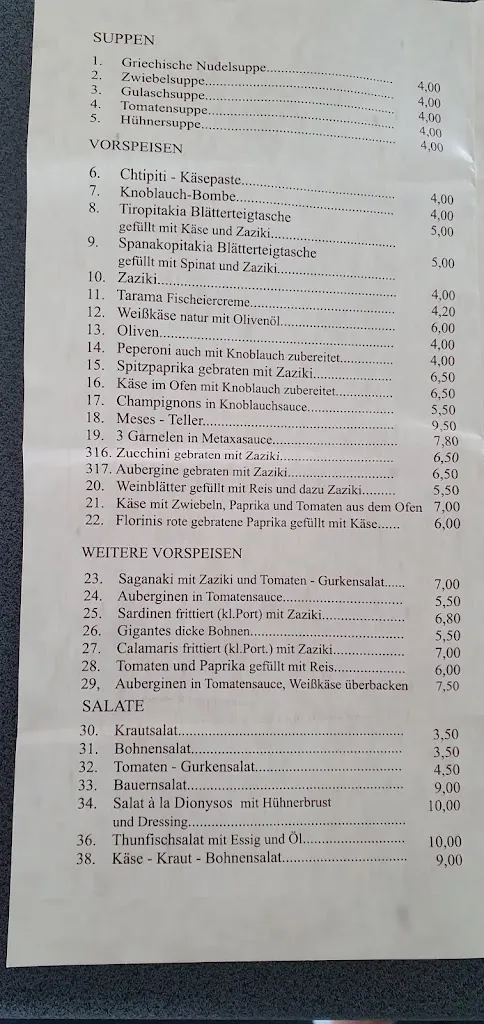 SUPPEN
1. Griechische Nudelsuppe.................................... 4,00
2. Zwiebelsuppe.................................................... 4,00
3. Gulaschsuppe.................................................... 4,00
4. Tomatensuppe................................................... 4,00
5. Hühnersuppe..................................................... 4,00
VORSPEISEN
6. Chtipiti - Käsepaste........................................... 4,00
7. Knoblauch-Bombe............................................ 4,00
8. Tiropitakia Blätterteigtasche 5,00
gefüllt mit Käse und Zaziki...................................
9. Spanakopitakia Blätterteigtasche 5,00
gefüllt mit Spinat und Zaziki.................................
10. Zaziki................................................................. 4,00
11. Tarama Fischeiercreme........................................ 4,20
12. Weißkäse natur mit Olivenöl................................ 6,00
13. Oliven................................................................. 4,00
14. Peperoni auch mit Knoblauch zubereitet.............. 4,00
15. Spitzpaprika gebraten mit Zaziki....................... 6,50
16. Käse im Ofen mit Knoblauch zubereitet............... 6,50
17. Champignons in Knoblauchsauce........................ 5,50
18. Meses - Teller..................................................... 9,50
19. 3 Garnelen in Metaxasauce.................................. 7,80
316. Zucchini gebraten mit Zaziki............................... 6,50
317. Aubergine gebraten mit Zaziki............................. 6,50
20. Weinblätter gefüllt mit Reis und dazu Zaziki......... 5,50
21. Käse mit Zwiebeln, Paprika und Tomaten aus dem Ofen 7,00
22. Florinis rote gebratene Paprika gefüllt mit Käse...... 6,00
WEITERE VORSPEISEN
23. Saganaki mit Zaziki und Tomaten - Gurkensalat...... 7,00
24. Auberginen in Tomatensauce................................ 5,50
25. Sardinen frittiert (kl.Port) mit Zaziki..................... 6,80
26. Gigantes dicke Bohnen....................................... 5,50
27. Calamaris frittiert (kl.Port.) mit Zaziki.................. 7,00
28. Tomaten und Paprika gefüllt mit Reis.................. 6,00
29, Auberginen in Tomatensauce, Weißkäse überbacken 7,50
SALATE
30. Krautsalat........................................................... 3,50
31. Bohnensalat........................................................ 3,50
32. Tomaten - Gurkensalat........................................ 4,50
33. Bauernsalat......................................................... 9,00
34. Salat à la Dionysos mit Hühnerbrust 10,00
und Dressing......................................................
36. Thunfischsalat mit Essig und Öl........................... 10,00
38. Käse - Kraut - Bohnensalat.................................. 9,00